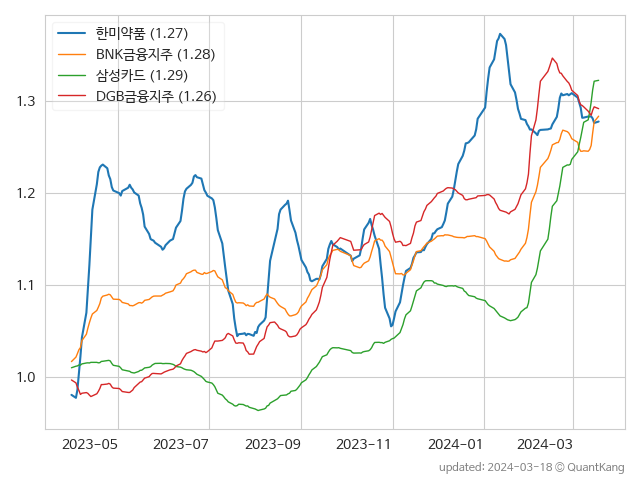 한미약품 (1.27)
BNK금융지주 (1.28)
삼성카드 (1.29)
DGB금융지주 (1.26)
1.3
1.2
1.1
1.0
2023-05 2023-07 2023-09 2023-11 2024-01 2024-03
updated: 2024-03-18 ⓒ QuantKang